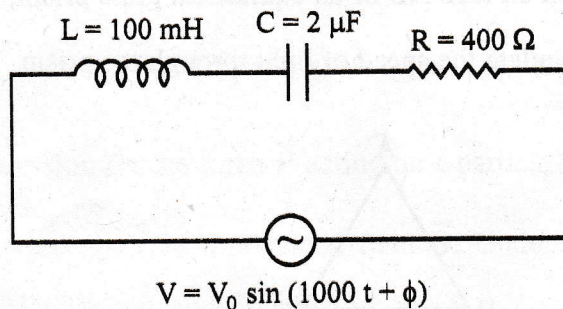 L = 100 mH
C = 2 μF
R = 400 Ω
~
V = V₀ sin (1000 t + ϕ)